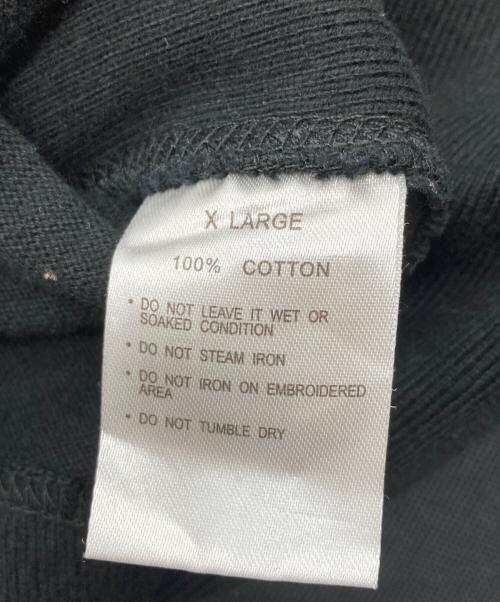 X LARGE
100% COTTON
* DO NOT LEAVE IT WET OR
SOAKED CONDITION
* DO NOT STEAM IRON
* DO NOT IRON ON EMBROIDERED
AREA
* DO NOT TUMBLE DRY